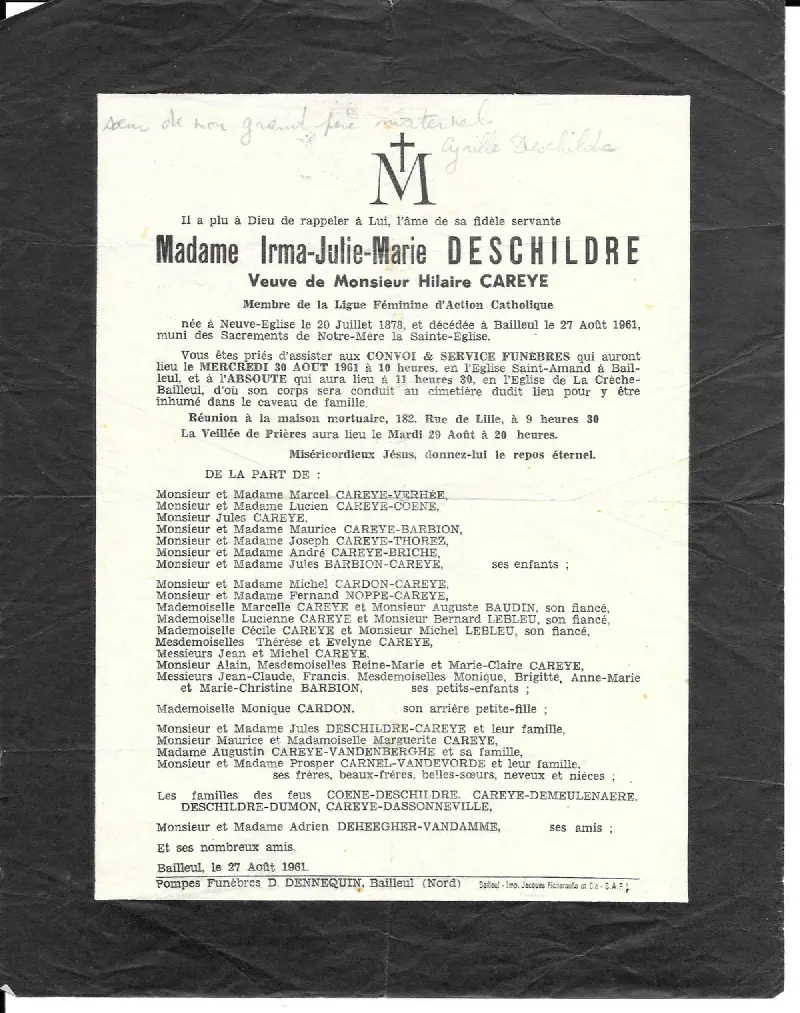 sœur de mon grand père maternel
Cyrille Deschildre
M
Il a plu à Dieu de rappeler à Lui, l'âme de sa fidèle servante
Madame Irma-Julie-Marie DESCHILDRE
Veuve de Monsieur Hilaire CAREYE
Membre de la Ligue Féminine d'Action Catholique
née à Neuve-Eglise le 20 Juillet 1878, et décédée à Bailleul le 27 Août 1961,
muni des Sacrements de Notre-Mère la Sainte-Eglise.
Vous êtes priés d'assister aux CONVOI & SERVICE FUNEBRES qui auront
lieu le MERCREDI 30 AOUT 1961 à 10 heures, en l'Eglise Saint-Amand à Bail-
leul, et à l'ABSOUTE qui aura lieu à 11 heures 30, en l'Eglise de La Crèche-
Bailleul, d'où son corps sera conduit au cimetière dudit lieu pour y être
inhumé dans le caveau de famille.
Réunion à la maison mortuaire, 182, Rue de Lille, à 9 heures 30
La Veillée de Prières aura lieu le Mardi 29 Août à 20 heures.
Miséricordieux Jésus, donnez-lui le repos éternel.
DE LA PART DE :
Monsieur et Madame Marcel CAREYE-VERHEE,
Monsieur et Madame Lucien CAREYE-COENE,
Monsieur Jules CAREYE,
Monsieur et Madame Maurice CAREYE-BARBION,
Monsieur et Madame Joseph CAREYE-THOREZ,
Monsieur et Madame André CAREYE-BRICHE,
Monsieur et Madame Jules BARBION-CAREYE, ses enfants ;
Monsieur et Madame Michel CARDON-CAREYE,
Monsieur et Madame Fernand NOPPE-CAREYE,
Mademoiselle Marcelle CAREYE et Monsieur Auguste BAUDIN, son fiancé,
Mademoiselle Lucienne CAREYE et Monsieur Bernard LEBLEU, son fiancé,
Mademoiselle Cécile CAREYE et Monsieur Michel LEBLEU, son fiancé,
Mesdemoiselles Thérèse et Evelyne CAREYE,
Messieurs Jean et Michel CAREYE,
Monsieur Alain, Mesdemoiselles Reine-Marie et Marie-Claire CAREYE,
Messieurs Jean-Claude, Francis, Mesdemoiselles Monique, Brigitte, Anne-Marie
et Marie-Christine BARBION, ses petits-enfants ;
Mademoiselle Monique CARDON, son arrière petite-fille ;
Monsieur et Madame Jules DESCHILDRE-CAREYE et leur famille,
Monsieur Maurice et Madamoiselle Marguerite CAREYE,
Madame Augustin CAREYE-VANDENBERGHE et sa famille,
Monsieur et Madame Prosper CARNEL-VANDEVORDE et leur famille,
ses frères, beaux-frères, belles-sœurs, neveux et nièces ;
Les familles des feus COENE-DESCHILDRE, CAREYE-DEMEULENAERE,
DESCHILDRE-DUMON, CAREYE-DASSONNEVILLE,
Monsieur et Madame Adrien DEHEEGHER-VANDAMME, ses amis ;
Et ses nombreux amis.
Bailleul, le 27 Août 1961.
Pompes Funèbres D. DENNEQUIN, Bailleul (Nord) Bailleul - Imp. Jacques Ficheroulle et Cie - S.A.R.L.